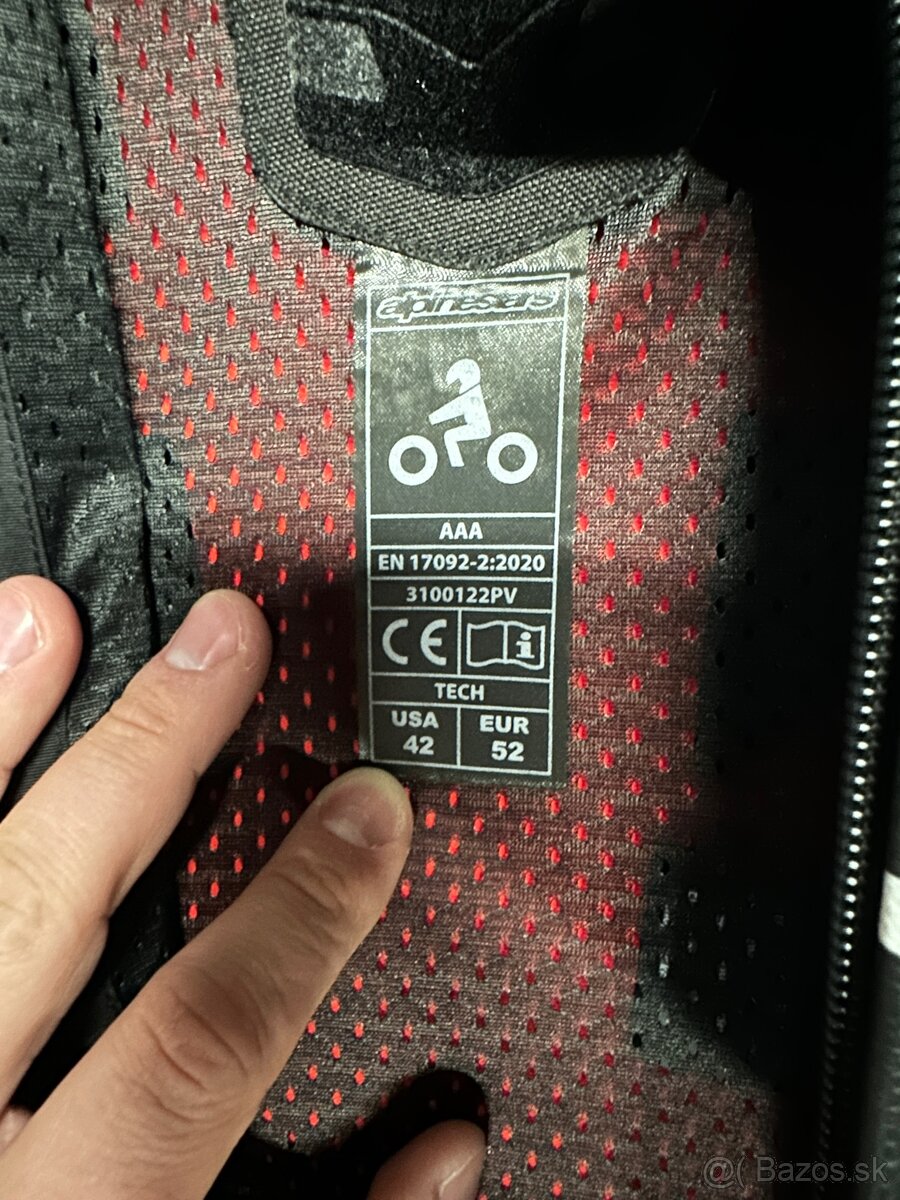 alpinestars
AAA
EN 17092-2:2020
3100122PV
CE
i
TECH
USA
42
EUR
52
@( Bazos.sk